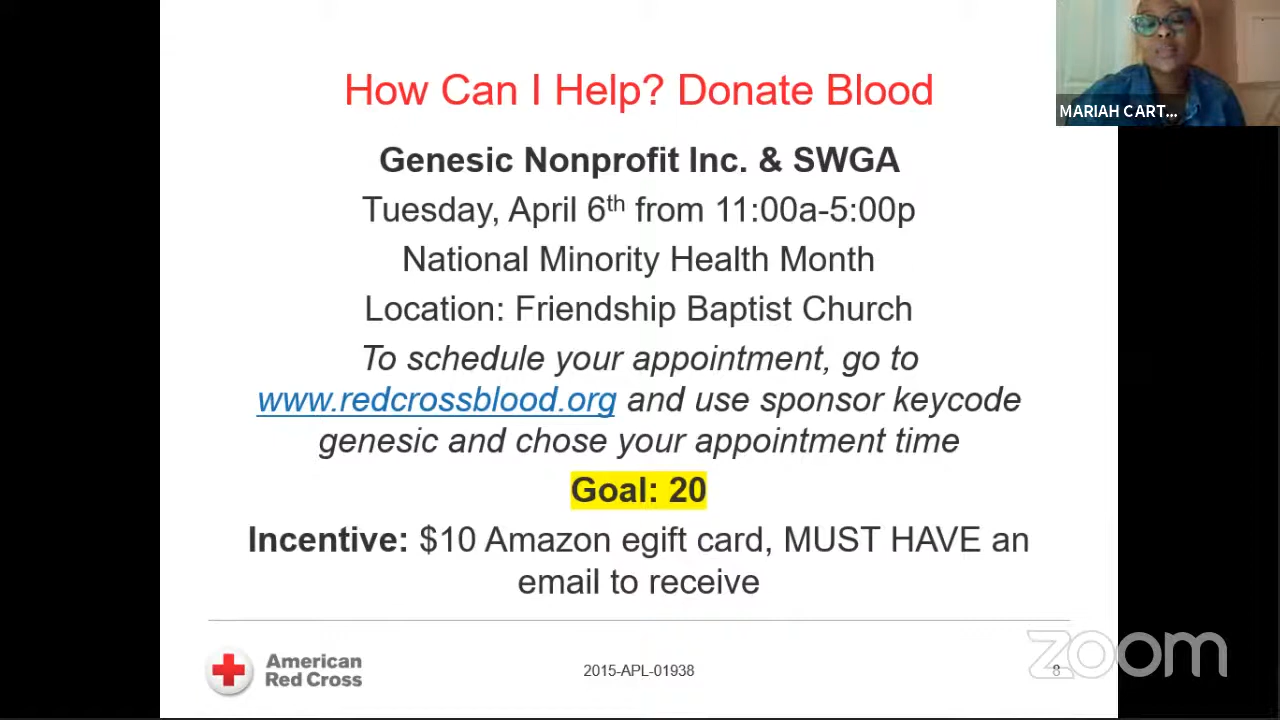 How Can I Help? Donate Blood
MARIAH CART...
Genesic Nonprofit Inc. & SWGA
Tuesday, April 6th from 11:00a-5:00p
National Minority Health Month
Location: Friendship Baptist Church
To schedule your appointment, go to
www.redcrossblood.org and use sponsor keycode
genesic and chose your appointment time
Goal: 20
Incentive: $10 Amazon egift card, MUST HAVE an
email to receive
American
Red Cross
2015-APL-01938
8
zoom